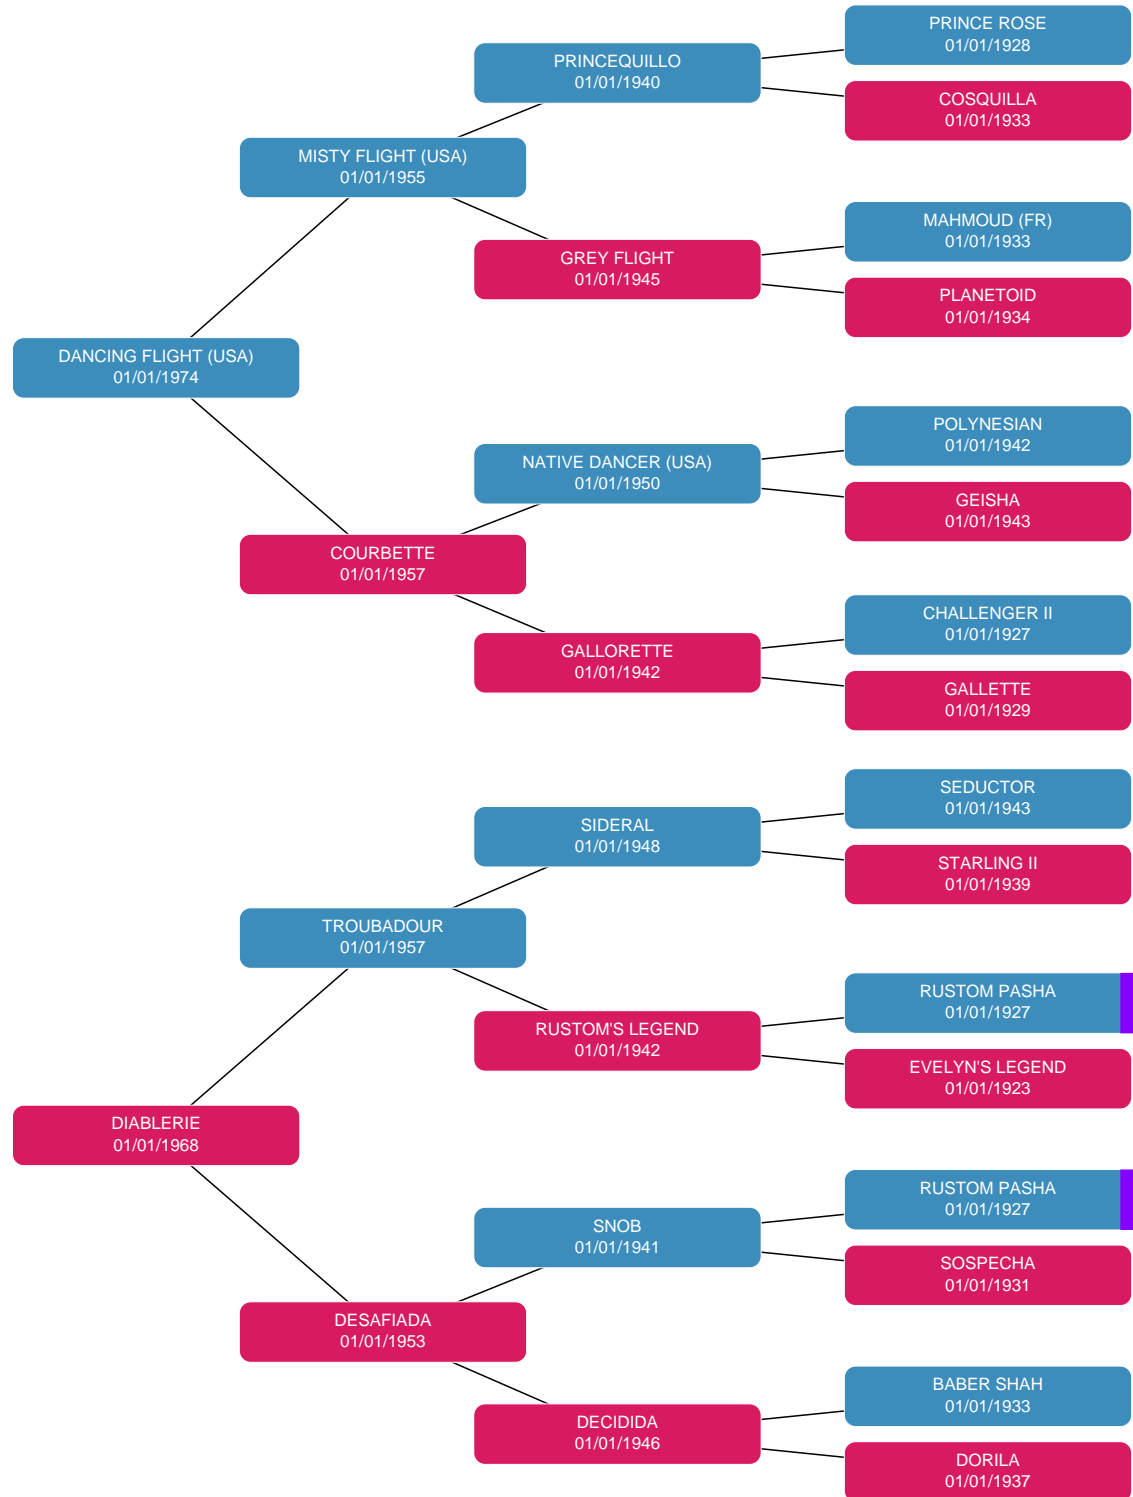 PRINCE ROSE
01/01/1928
PRINCEQUILLO
01/01/1940
COSQUILLA
01/01/1933
MISTY FLIGHT (USA)
01/01/1955
MAHMOUD (FR)
01/01/1933
GREY FLIGHT
01/01/1945
PLANETOID
01/01/1934
DANCING FLIGHT (USA)
01/01/1974
POLYNESIAN
01/01/1942
NATIVE DANCER (USA)
01/01/1950
GEISHA
01/01/1943
COURBETTE
01/01/1957
CHALLENGER II
01/01/1927
GALLORETTE
01/01/1942
GALLETTE
01/01/1929
SEDUCTOR
01/01/1943
SIDERAL
01/01/1948
STARLING II
01/01/1939
TROUBADOUR
01/01/1957
RUSTOM PASHA
01/01/1927
RUSTOM'S LEGEND
01/01/1942
EVELYN'S LEGEND
01/01/1923
DIABLERIE
01/01/1968
RUSTOM PASHA
01/01/1927
SNOB
01/01/1941
SOSPECHA
01/01/1931
DESAFIADA
01/01/1953
BABER SHAH
01/01/1933
DECIDIDA
01/01/1946
DORILA
01/01/1937